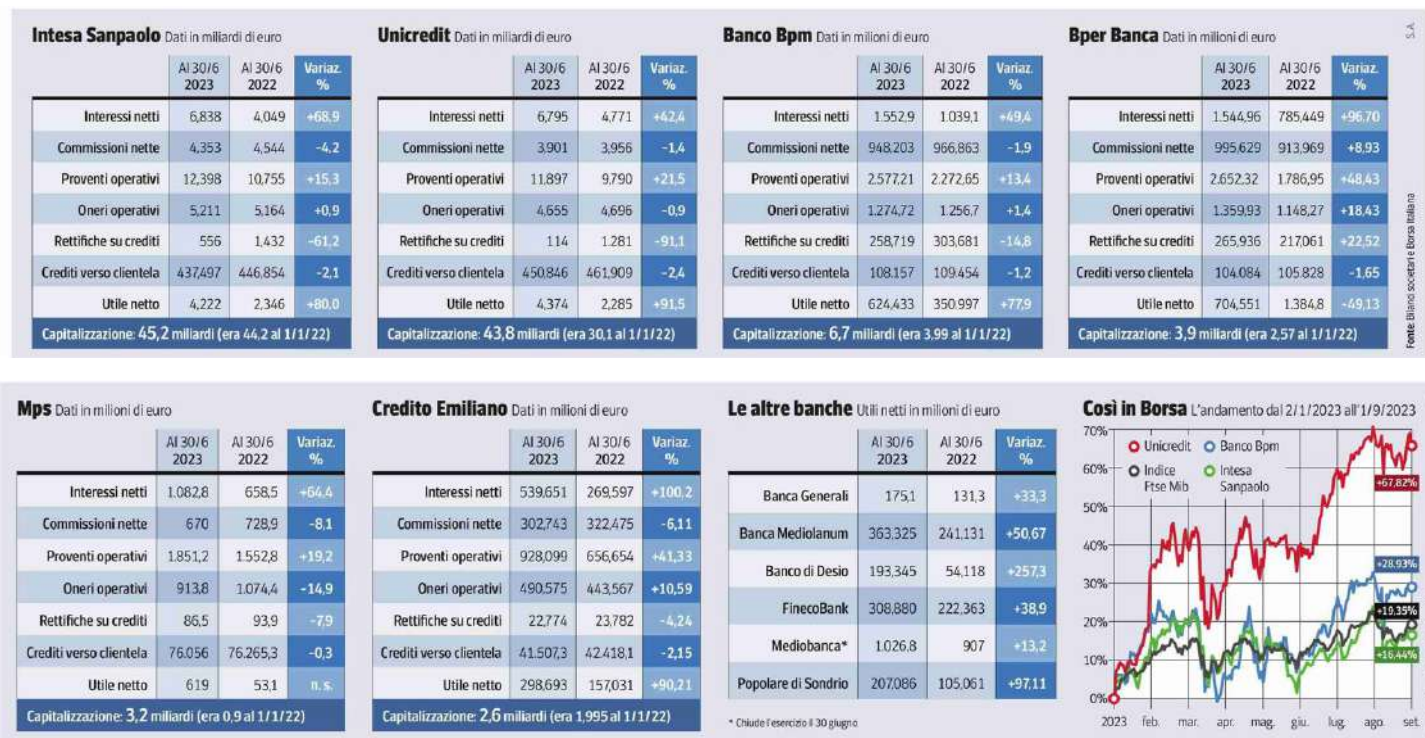 Intesa Sanpaolo Dati in miliardi di euro
Al 30/6 2023 Al 30/6 2022 Variaz. %
Interessi netti 6,838 4,049 +68,9
Commissioni nette 4,353 4,544 -4,2
Proventi operativi 12,398 10,755 +15,3
Oneri operativi 5,211 5,164 +0,9
Rettifiche su crediti 556 1,432 -61,2
Crediti verso clientela 437,497 446,854 -2,1
Utile netto 4,222 2,346 +80,0
Capitalizzazione: 45,2 miliardi (era 44,2 al 1/1/22)
Unicredit Dati in miliardi di euro
Al 30/6 2023 Al 30/6 2022 Variaz. %
Interessi netti 6,795 4,771 +42,4
Commissioni nette 3,901 3,956 -1,4
Proventi operativi 11,897 9,790 +21,5
Oneri operativi 4,655 4,696 -0,9
Rettifiche su crediti 114 1.281 -91,1
Crediti verso clientela 450,846 461,909 -2,4
Utile netto 4,374 2,285 +91,5
Capitalizzazione: 43,8 miliardi (era 30,1 al 1/1/22)
Banco Bpm Dati in milioni di euro
Al 30/6 2023 Al 30/6 2022 Variaz. %
Interessi netti 1.552,9 1.039,1 +49,4
Commissioni nette 948,203 966,863 -1,9
Proventi operativi 2.577,21 2.272,65 +13,4
Oneri operativi 1.274,72 1.256,7 +1,4
Rettifiche su crediti 258,719 303,681 -14,8
Crediti verso clientela 108.157 109.454 -1,2
Utile netto 624,433 350,997 +77,9
Capitalizzazione: 6,7 miliardi (era 3,99 al 1/1/22)
Bper Banca Dati in milioni di euro
Al 30/6 2023 Al 30/6 2022 Variaz. %
Interessi netti 1.544,96 785,449 +96,70
Commissioni nette 995,629 913,969 +8,93
Proventi operativi 2.652,32 1.786,95 +48,43
Oneri operativi 1.359,93 1.148,27 +18,43
Rettifiche su crediti 265,936 217,061 +22,52
Crediti verso clientela 104.084 105.828 -1,65
Utile netto 704,551 1.384,8 -49,13
Capitalizzazione: 3,9 miliardi (era 2,57 al 1/1/22)
S.A.
Fonte: Bilanci societari e Borsa Italiana
Mps Dati in milioni di euro
Al 30/6 2023 Al 30/6 2022 Variaz. %
Interessi netti 1.082,8 658,5 +64,4
Commissioni nette 670 728,9 -8,1
Proventi operativi 1.851,2 1.552,8 +19,2
Oneri operativi 913,8 1.074,4 -14,9
Rettifiche su crediti 86,5 93,9 -7,9
Crediti verso clientela 76.056 76.265,3 -0,3
Utile netto 619 53,1 n.s.
Capitalizzazione: 3,2 miliardi (era 0,9 al 1/1/22)
Credito Emiliano Dati in milioni di euro
Al 30/6 2023 Al 30/6 2022 Variaz. %
Interessi netti 539,651 269,597 +100,2
Commissioni nette 302,743 322,475 -6,11
Proventi operativi 928,099 656,654 +41,33
Oneri operativi 490,575 443,567 +10,59
Rettifiche su crediti 22,774 23,782 -4,24
Crediti verso clientela 41.507,3 42.418,1 -2,15
Utile netto 298,693 157,031 +90,21
Capitalizzazione: 2,6 miliardi (era 1,995 al 1/1/22)
Le altre banche Utili netti in milioni di euro
Al 30/6 2023 Al 30/6 2022 Variaz. %
Banca Generali 175,1 131,3 +33,3
Banca Mediolanum 363,325 241,131 +50,67
Banco di Desio 193,345 54,118 +257,3
FinecoBank 308,880 222,363 +38,9
Mediobanca* 1.026,8 907 +13,2
Popolare di Sondrio 207,086 105,061 +97,11
* Chiude l'esercizio il 30 giugno
Così in Borsa L'andamento dal 2/1/2023 all'1/9/2023
70%
Unicredit Banco Bpm
Indice Ftse Mib Intesa Sanpaolo
60%
50%
40%
30%
20%
10%
0%
+67,82%
+28,93%
+19,35%
+16,44%
2023 feb. mar. apr. mag. giu. lug. ago. set.